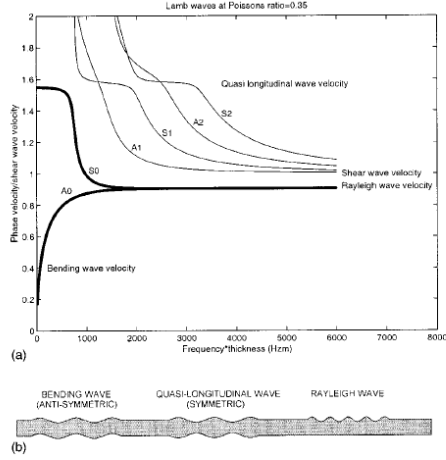 Lamb waves at Poissons ratio=0.35
2
1.8
1.6
1.4
1.2
1
0.8
0.6
0.4
0.2
0
Phase velocity/shear wave velocity
Quasi longitudinal wave velocity
S2
A2
S1
A1
S0
A0
Shear wave velocity
Rayleigh wave velocity
Bending wave velocity
0 1000 2000 3000 4000 5000 6000 7000 8000
Frequency*thickness (Hzm)
(a)
BENDING WAVE
(ANTI-SYMMETRIC)
QUASI-LONGITUDINAL WAVE
(SYMMETRIC)
RAYLEIGH WAVE
(b)